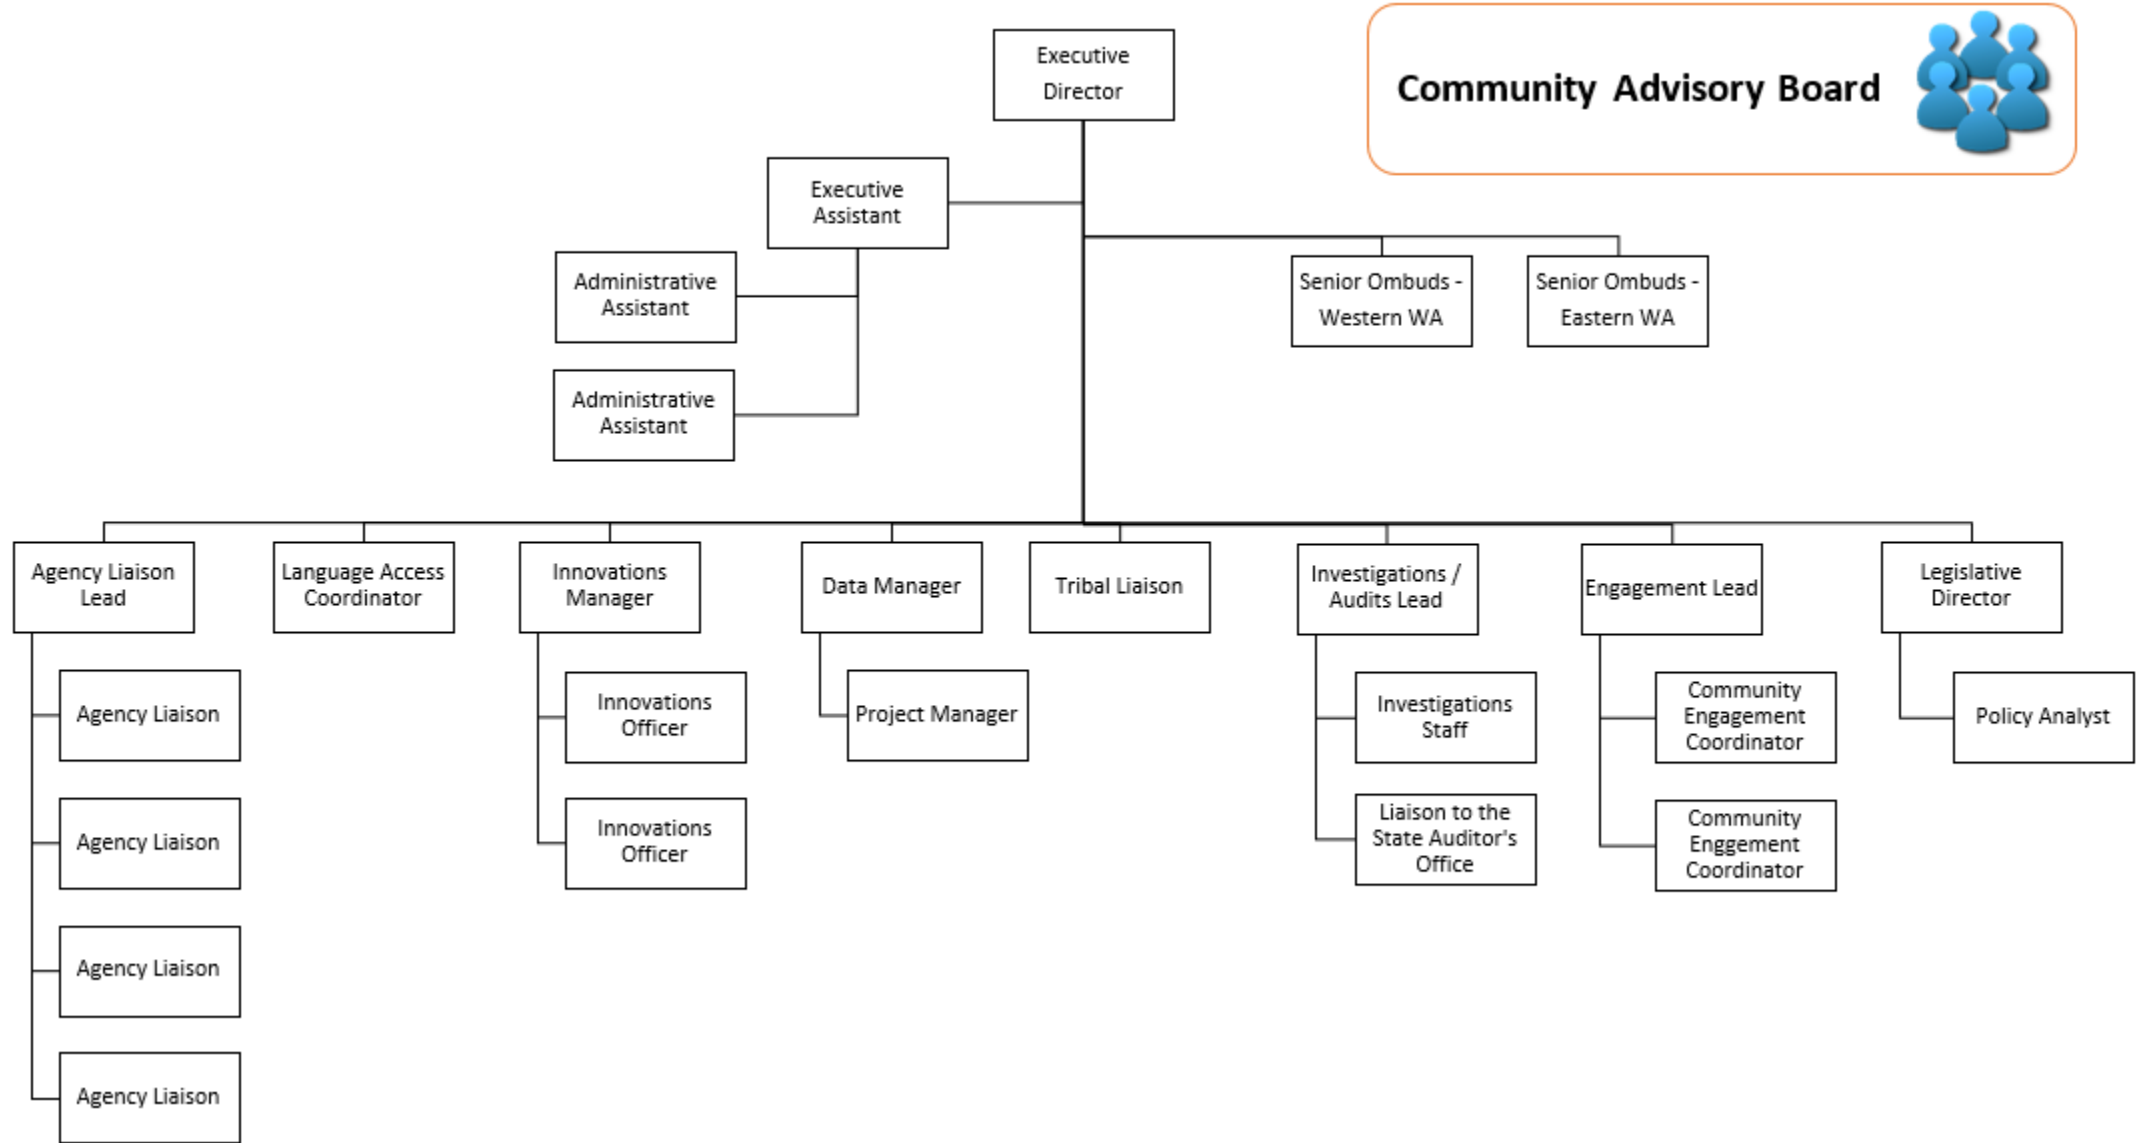 Executive
Director
Community Advisory Board
Executive
Assistant
Administrative
Assistant
Senior Ombuds -
Western WA
Senior Ombuds -
Eastern WA
Administrative
Assistant
Agency Liaison
Lead
Language Access
Coordinator
Innovations
Manager
Data Manager
Tribal Liaison
Investigations /
Audits Lead
Engagement Lead
Legislative
Director
Agency Liaison
Innovations
Officer
Project Manager
Investigations
Staff
Community
Engagement
Coordinator
Policy Analyst
Agency Liaison
Innovations
Officer
Liaison to the
State Auditor's
Office
Community
Enggement
Coordinator
Agency Liaison
Agency Liaison